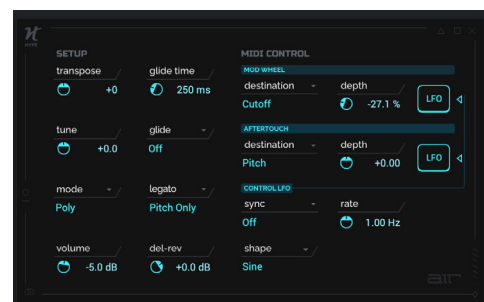 HYPE
SETUP
MIDI CONTROL
transpose
glide time
MOD WHEEL
+0
250 ms
destination
depth
Cutoff
-27.1 %
LFO
tune
glide
AFTERTOUCH
+0.0
Off
destination
depth
Pitch
+0.00
LFO
mode
legato
CONTROL LFO
Poly
Pitch Only
sync
rate
Off
1.00 Hz
volume
del-rev
shape
-5.0 dB
+0.0 dB
Sine
air